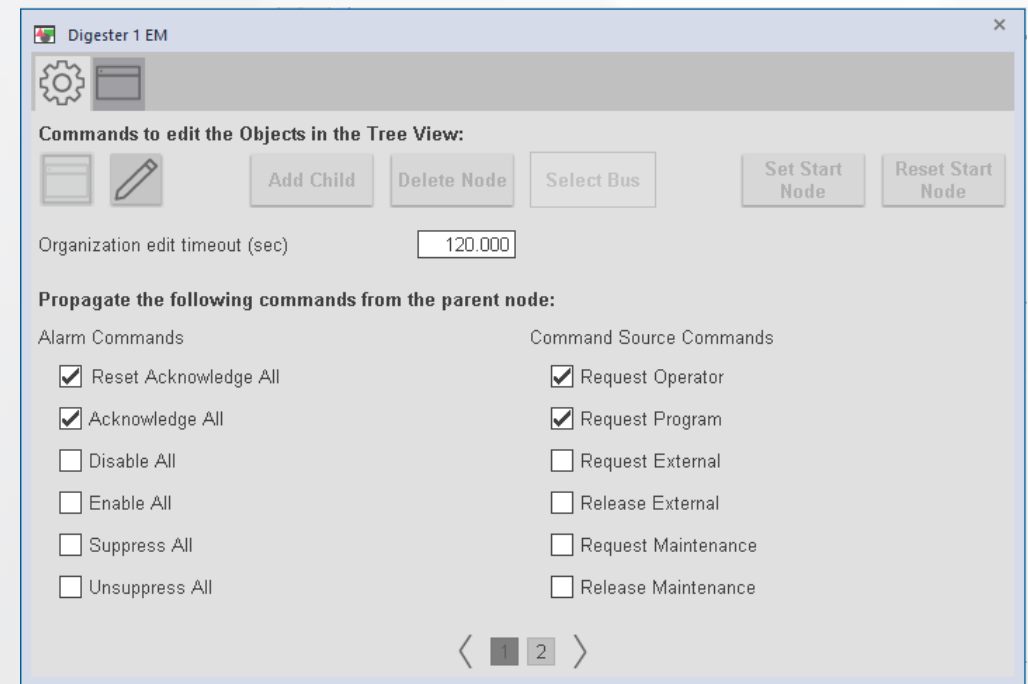 Digester 1 EM
Commands to edit the Objects in the Tree View:
Add Child
Delete Node
Select Bus
Set Start
Node
Reset Start
Node
Organization edit timeout (sec)
120.000
Propagate the following commands from the parent node:
Alarm Commands
Command Source Commands
Reset Acknowledge All
Request Operator
Acknowledge All
Request Program
Disable All
Request External
Enable All
Release External
Suppress All
Request Maintenance
Unsuppress All
Release Maintenance
1
2